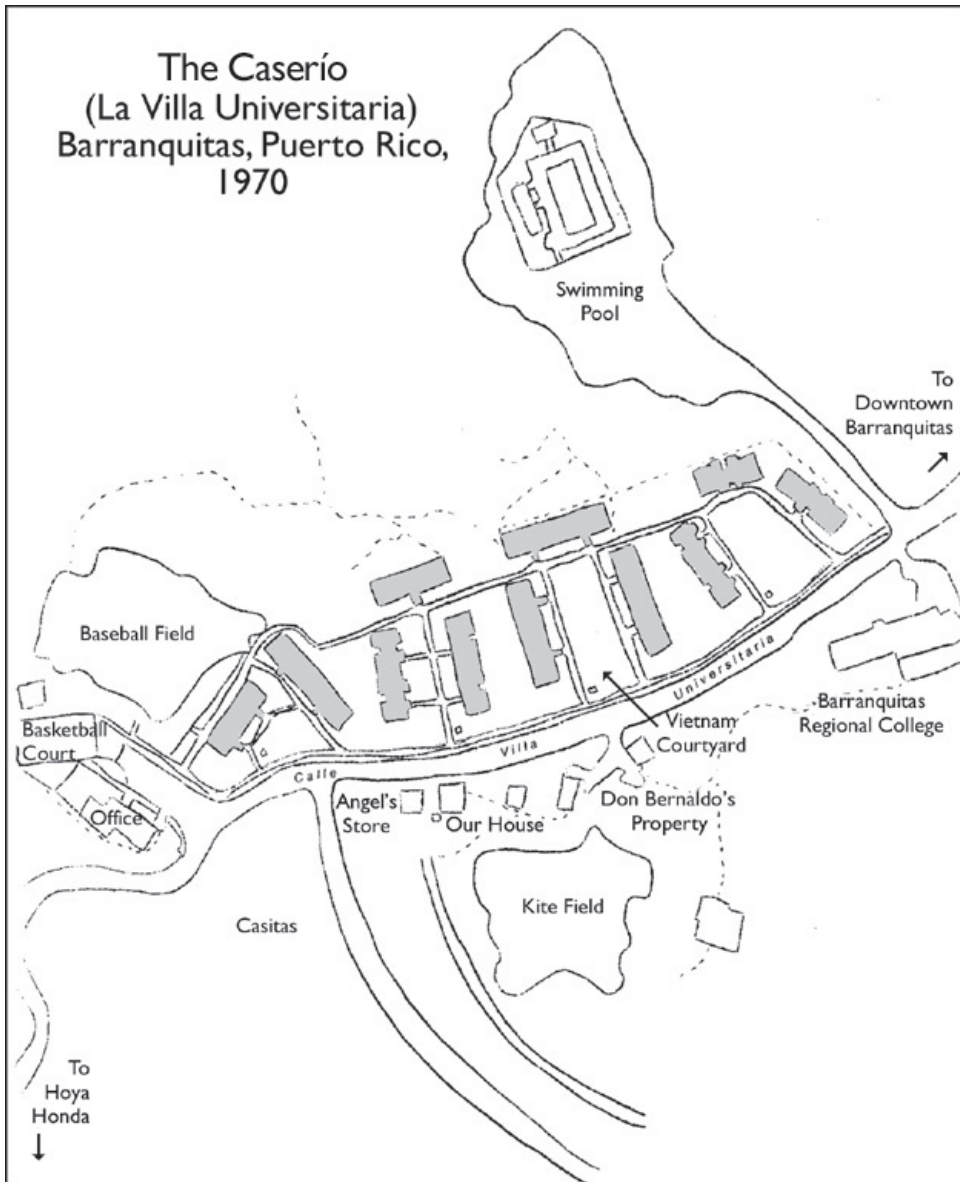 The Caserío
(La Villa Universitaria)
Barranquitas, Puerto Rico,
1970
Swimming
Pool
To
Downtown
Barranquitas
Baseball Field
Basketball
Court
Office
Calle Villa Universitaria
Vietnam
Courtyard
Barranquitas
Regional College
Angel's
Store
Our House
Don Bernaldo's
Property
Kite Field
Casitas
To
Hoya
Honda